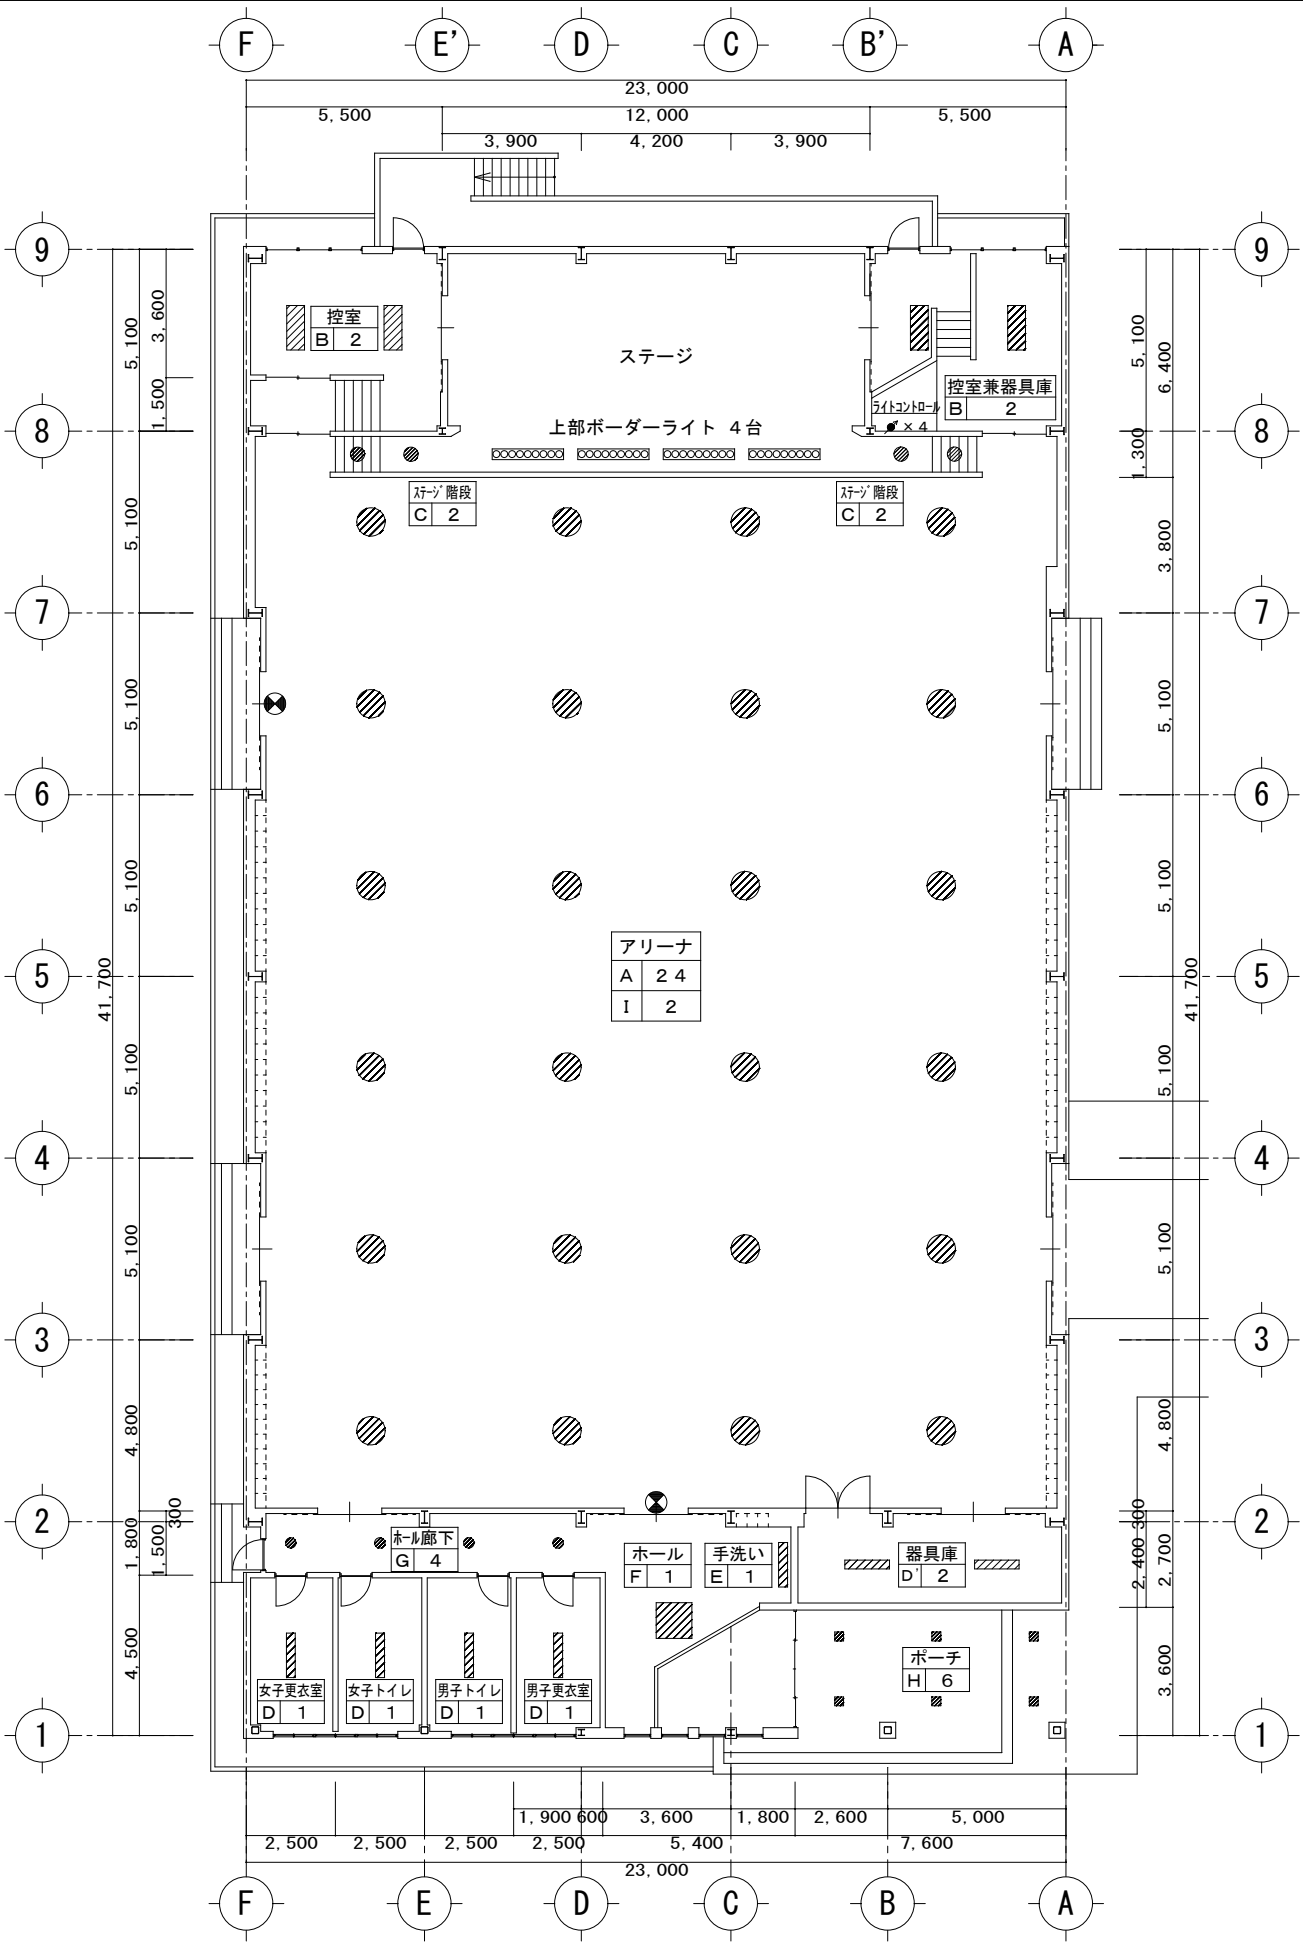 F E' D C B' A
23,000
5,500 12,000 5,500
3,900 4,200 3,900
9 9
5,100 3,600 1,500
5,100 6,400
控室
B 2
ステージ
控室兼器具庫
B 2
ライトコントロール
×4
上部ボーダーライト 4台
8 8
1,300
ステージ階段
C 2
ステージ階段
C 2
5,100 3,800
7 7
5,100 5,100
6 6
5,100 5,100
アリーナ
A 24
I 2
5 5
41,700 41,700
5,100 5,100
4 4
5,100 5,100
3 3
4,800 4,800
2 2
300
1,800 1,500
2,400 300 2,700
ホール廊下
G 4
ホール
F 1
手洗い
E 1
器具庫
D' 2
4,500 3,600
ポーチ
H 6
女子更衣室
D 1
女子トイレ
D 1
男子トイレ
D 1
男子更衣室
D 1
1 1
1,900 600 3,600 1,800 2,600 5,000
2,500 2,500 2,500 2,500 5,400 7,600
23,000
F E D C B A